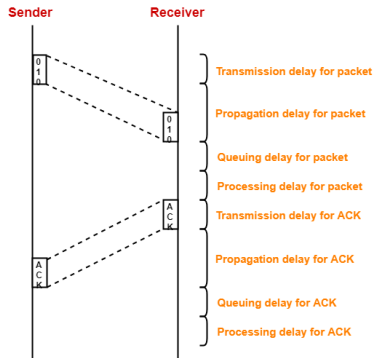 Sender Receiver
0
1
0
Transmission delay for packet
0
1
0
Propagation delay for packet
Queuing delay for packet
Processing delay for packet
A
C
K
Transmission delay for ACK
A
C
K
Propagation delay for ACK
Queuing delay for ACK
Processing delay for ACK